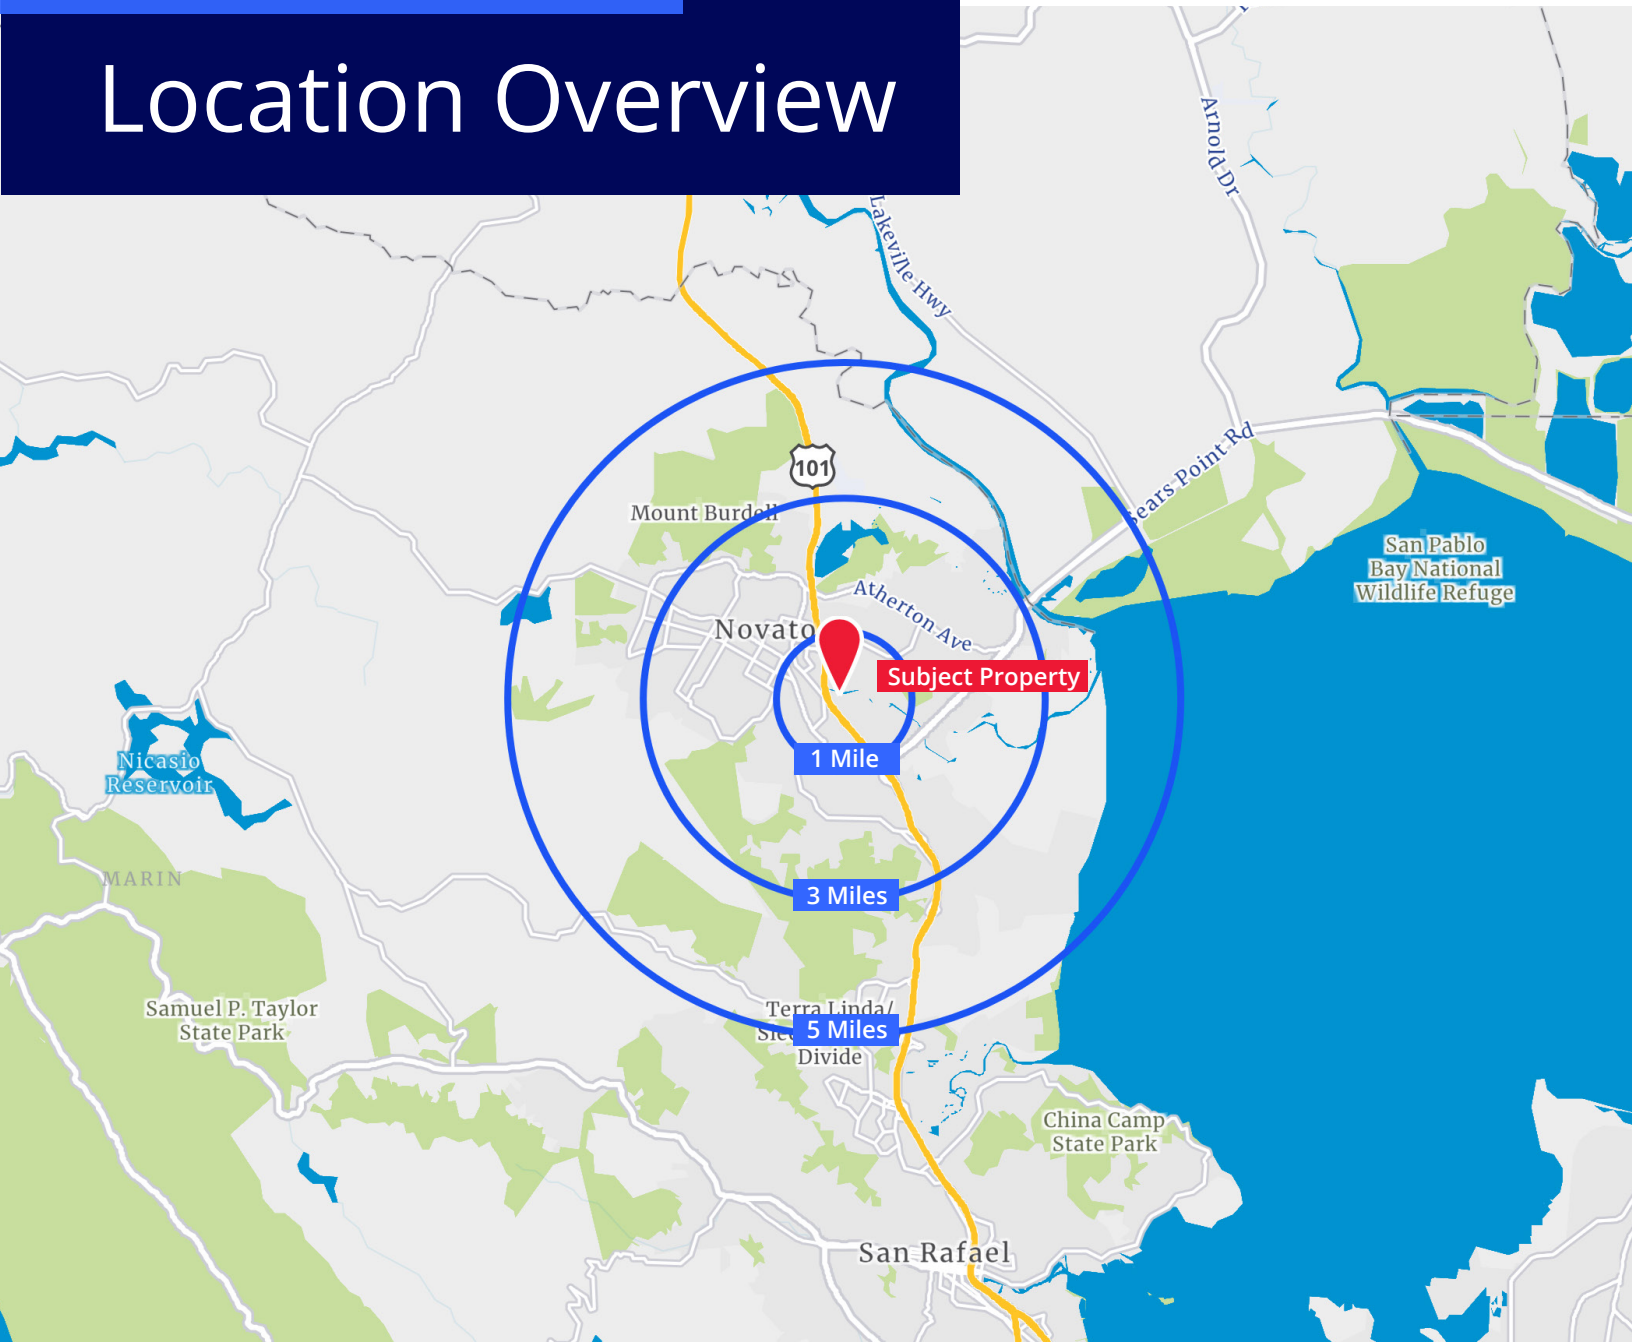 Location Overview
Arnold Dr
Lakeville Hwy
101
Sears Point Rd
Mount Burdell
San Pablo
Bay National
Wildlife Refuge
Atherton Ave
Novato
Subject Property
1 Mile
Nicasio
Reservoir
MARIN
3 Miles
Samuel P. Taylor
State Park
Terra Linda/
5 Miles
Divide
China Camp
State Park
San Rafael